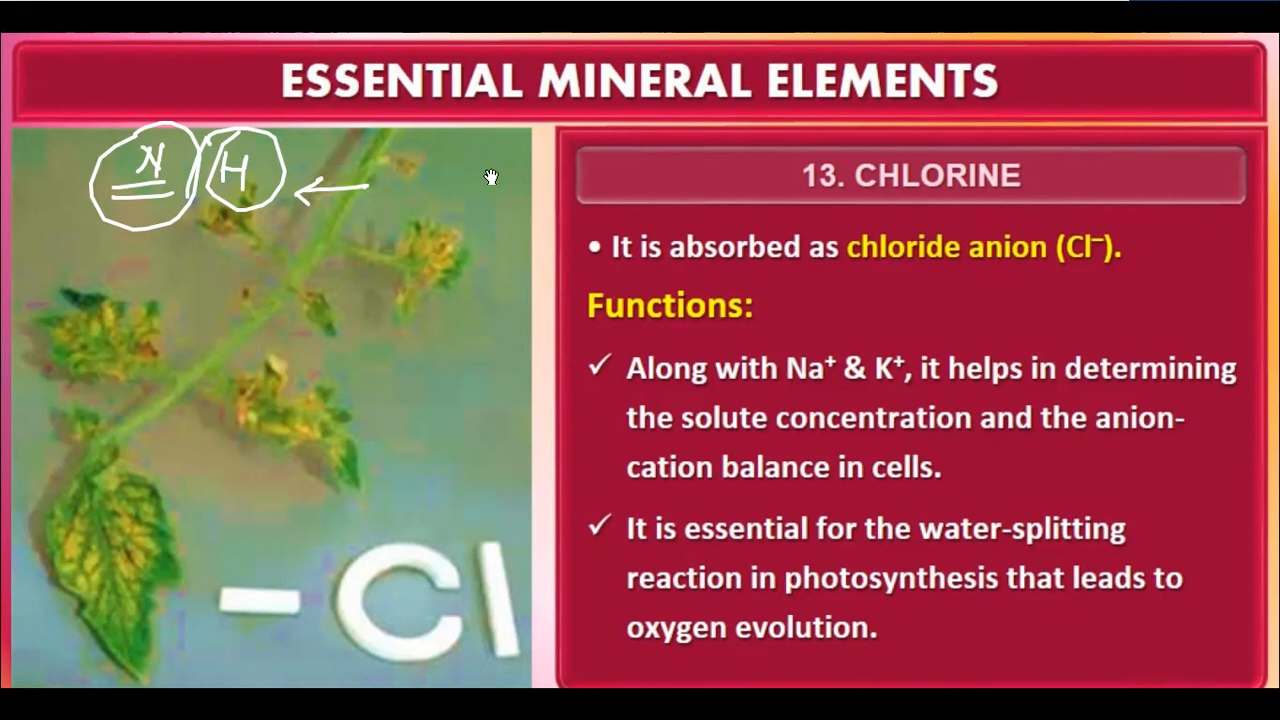 ESSENTIAL MINERAL ELEMENTS
N H
13. CHLORINE
• It is absorbed as chloride anion (Cl⁻).
Functions:
✓ Along with Na⁺ & K⁺, it helps in determining
the solute concentration and the anion-
cation balance in cells.
✓ It is essential for the water-splitting
reaction in photosynthesis that leads to
oxygen evolution.
-Cl